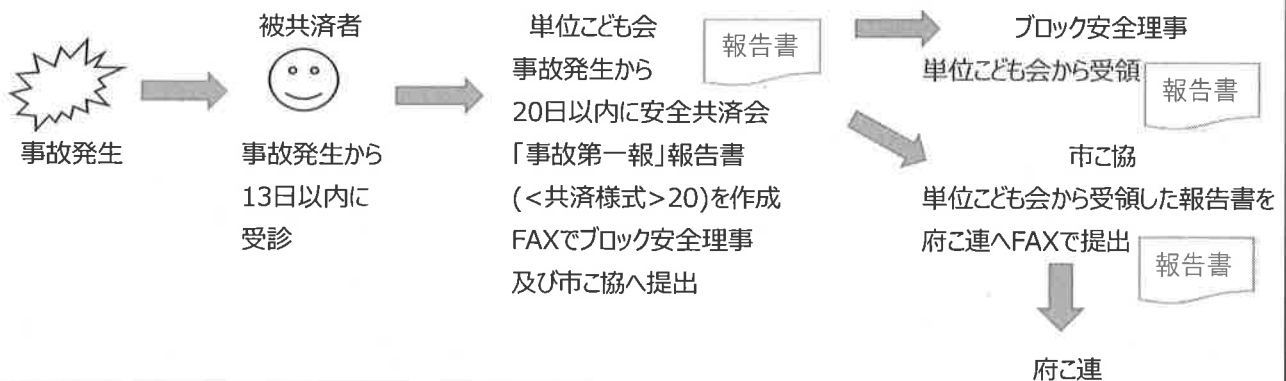 事故発生
被共済者
事故発生から
13日以内に
受診
単位こども会
報告書
事故発生から
20日以内に安全共済会
「事故第一報」報告書
(<共済様式>20)を作成
FAXでブロック安全理事
及び市こ協へ提出
ブロック安全理事
単位こども会から受領
報告書
市こ協
単位こども会から受領した報告書を
府こ連へFAXで提出
報告書
府こ連